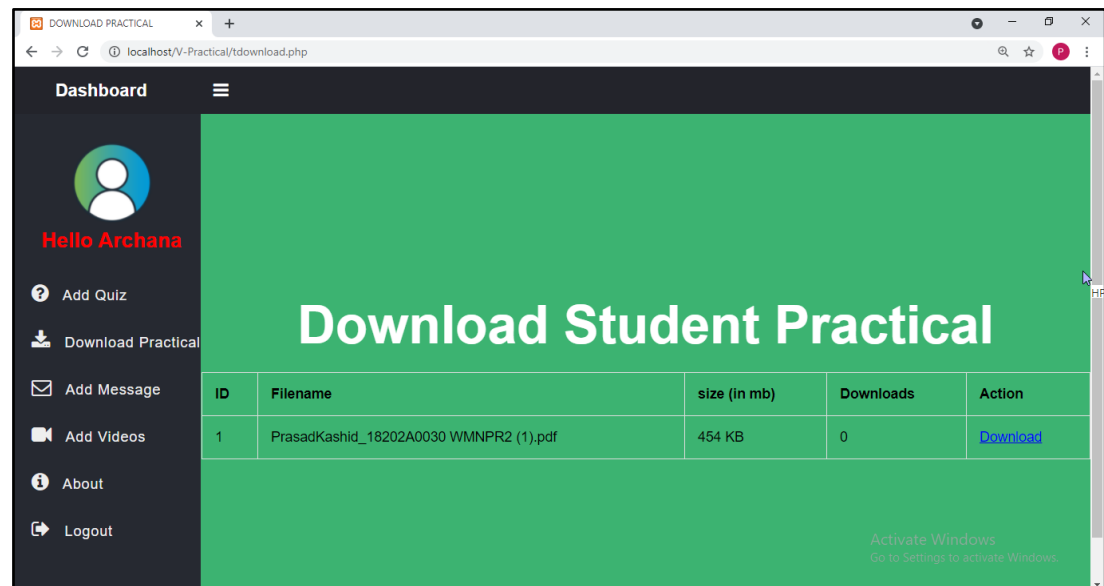 DOWNLOAD PRACTICAL
localhost/V-Practical/tdownload.php
P
Dashboard
Hello Archana
Add Quiz
Download Practical
Add Message
Add Videos
About
Logout
Download Student Practical
ID Filename size (in mb) Downloads Action
1 PrasadKashid_18202A0030 WMNPR2 (1).pdf 454 KB 0 Download
Activate Windows
Go to Settings to activate Windows.